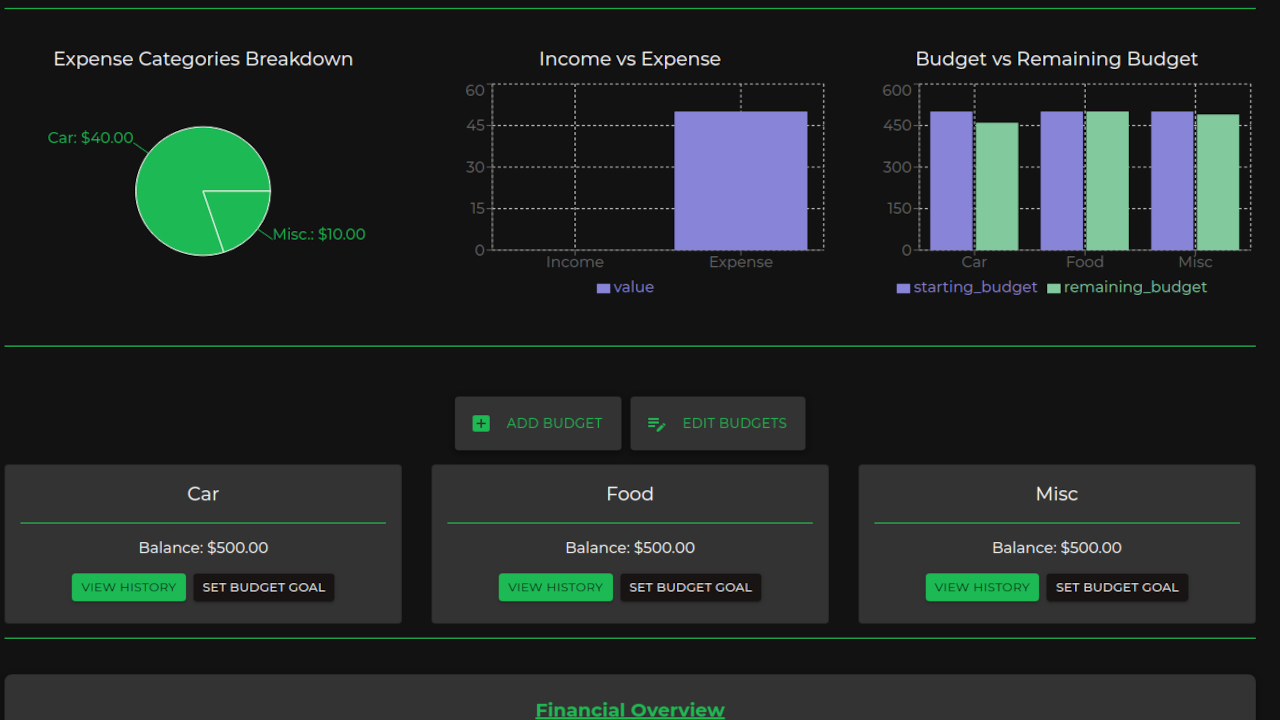 Expense Categories Breakdown
Car: $40.00
Misc.: $10.00
Income vs Expense
60
45
30
15
0
Income Expense
value
Budget vs Remaining Budget
600
450
300
150
0
Car Food Misc
starting_budget remaining_budget
ADD BUDGET EDIT BUDGETS
Car
Balance: $500.00
VIEW HISTORY SET BUDGET GOAL
Food
Balance: $500.00
VIEW HISTORY SET BUDGET GOAL
Misc
Balance: $500.00
VIEW HISTORY SET BUDGET GOAL
Financial Overview